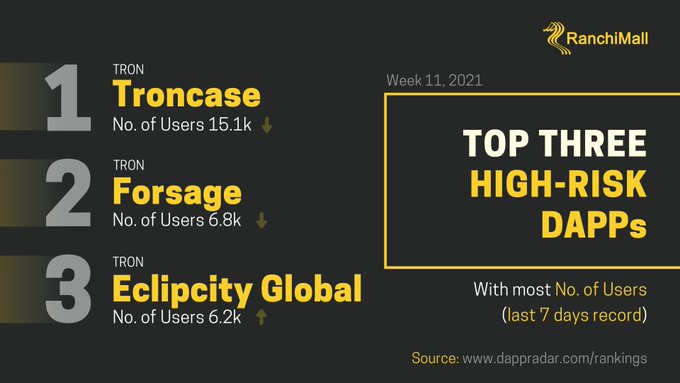 RanchiMall
Week 11, 2021
TOP THREE
HIGH-RISK
DAPPs
With most No. of Users
(last 7 days record)
1
TRON
Troncase
No. of Users 15.1k
2
TRON
Forsage
No. of Users 6.8k
3
TRON
Eclipcity Global
No. of Users 6.2k
Source: www.dappradar.com/rankings